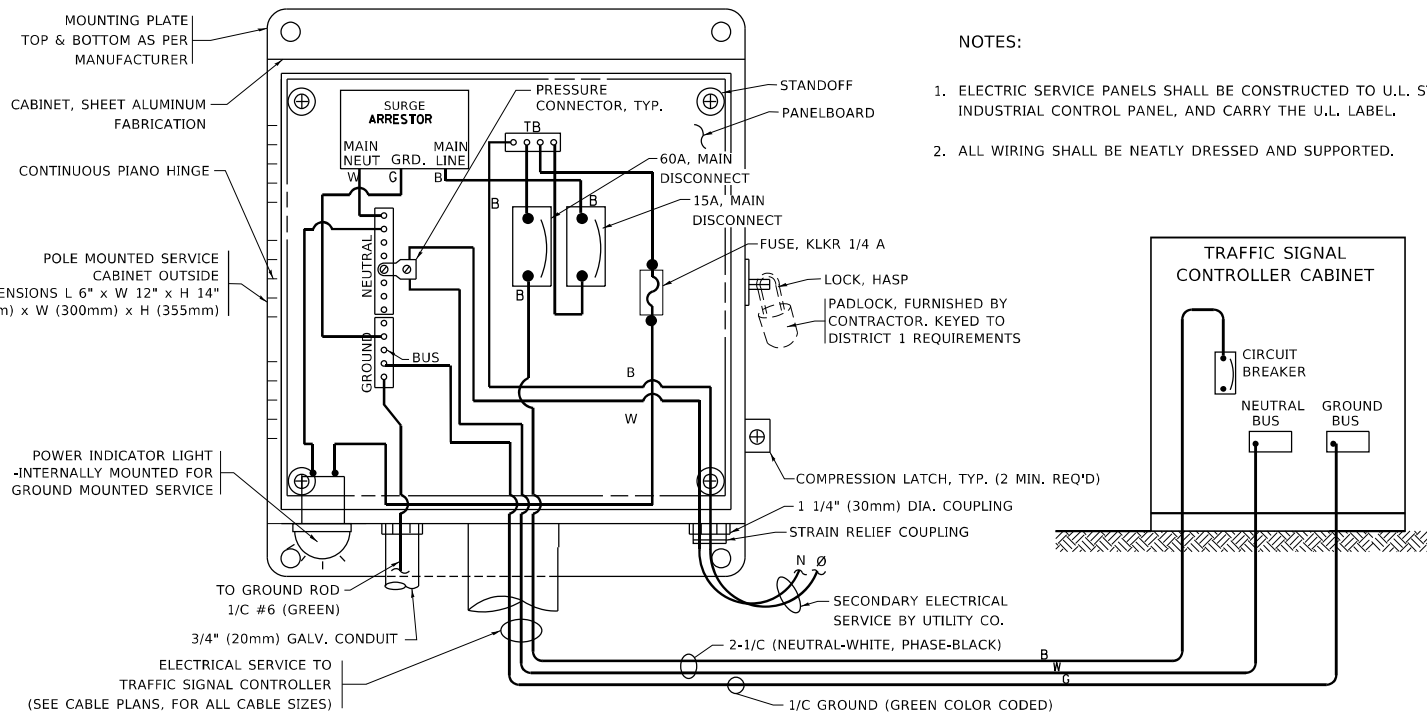 MOUNTING PLATE
TOP & BOTTOM AS PER
MANUFACTURER
CABINET, SHEET ALUMINUM
FABRICATION
CONTINUOUS PIANO HINGE
POLE MOUNTED SERVICE
CABINET OUTSIDE
ENSIONS L 6" x W 12" x H 14"
m) x W (300mm) x H (355mm)
POWER INDICATOR LIGHT
-INTERNALLY MOUNTED FOR
GROUND MOUNTED SERVICE
TO GROUND ROD
1/C #6 (GREEN)
3/4" (20mm) GALV. CONDUIT
ELECTRICAL SERVICE TO
TRAFFIC SIGNAL CONTROLLER
(SEE CABLE PLANS, FOR ALL CABLE SIZES)
SURGE
ARRESTOR
MAIN
NEUT
GRD.
MAIN
LINE
W
G
B
PRESSURE
CONNECTOR, TYP.
TB
NEUTRAL
GROUND
BUS
B
B
B
B
W
STANDOFF
PANELBOARD
60A, MAIN
DISCONNECT
15A, MAIN
DISCONNECT
FUSE, KLKR 1/4 A
LOCK, HASP
PADLOCK, FURNISHED BY
CONTRACTOR. KEYED TO
DISTRICT 1 REQUIREMENTS
COMPRESSION LATCH, TYP. (2 MIN. REQ'D)
1 1/4" (30mm) DIA. COUPLING
STRAIN RELIEF COUPLING
N Ø
SECONDARY ELECTRICAL
SERVICE BY UTILITY CO.
2-1/C (NEUTRAL-WHITE, PHASE-BLACK)
B
W
G
1/C GROUND (GREEN COLOR CODED)
NOTES:
1. ELECTRIC SERVICE PANELS SHALL BE CONSTRUCTED TO U.L. S
INDUSTRIAL CONTROL PANEL, AND CARRY THE U.L. LABEL.
2. ALL WIRING SHALL BE NEATLY DRESSED AND SUPPORTED.
TRAFFIC SIGNAL
CONTROLLER CABINET
CIRCUIT
BREAKER
NEUTRAL
BUS
GROUND
BUS